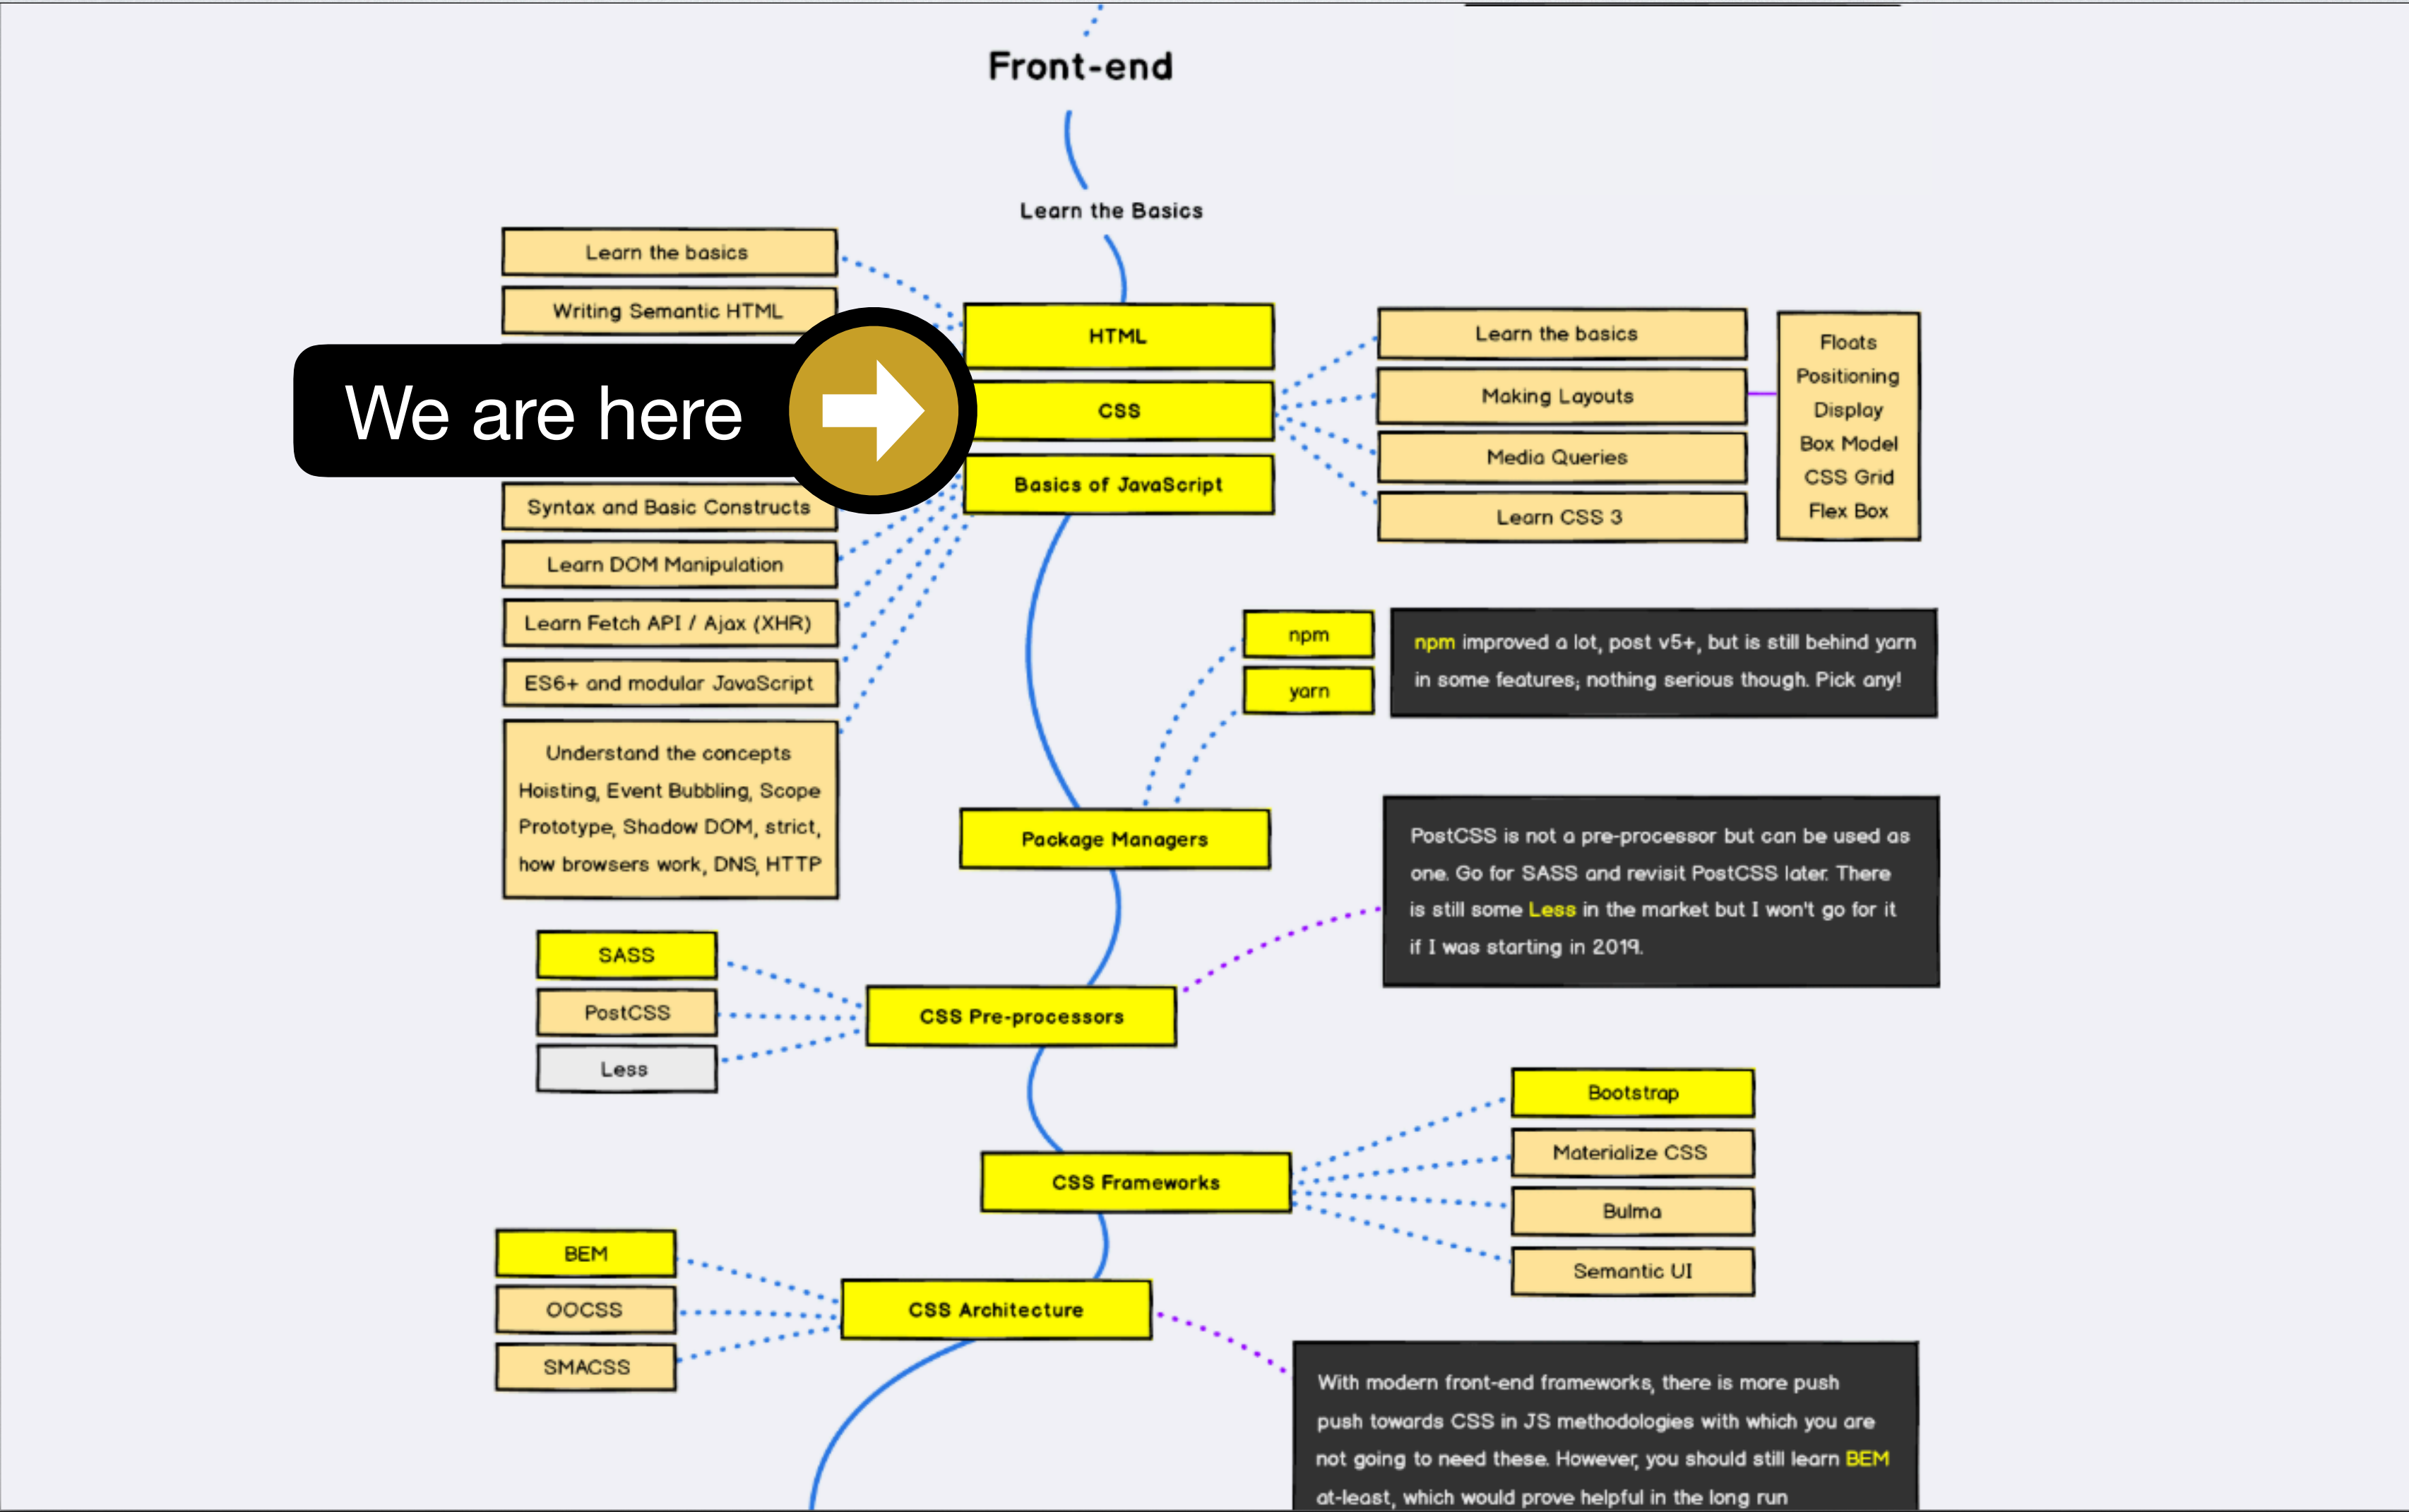 Front-end
Learn the Basics
Learn the basics
Writing Semantic HTML
We are here
Syntax and Basic Constructs
Learn DOM Manipulation
Learn Fetch API / Ajax (XHR)
ES6+ and modular JavaScript
Understand the concepts
Hoisting, Event Bubbling, Scope
Prototype, Shadow DOM, strict,
how browsers work, DNS, HTTP
HTML
CSS
Basics of JavaScript
Learn the basics
Making Layouts
Media Queries
Learn CSS 3
Floats
Positioning
Display
Box Model
CSS Grid
Flex Box
npm
yarn
npm improved a lot, post v5+, but is still behind yarn
in some features; nothing serious though. Pick any!
Package Managers
PostCSS is not a pre-processor but can be used as
one. Go for SASS and revisit PostCSS later. There
is still some Less in the market but I won't go for it
if I was starting in 2019.
SASS
PostCSS
Less
CSS Pre-processors
CSS Frameworks
Bootstrap
Materialize CSS
Bulma
Semantic UI
BEM
OOCSS
SMACSS
CSS Architecture
With modern front-end frameworks, there is more push
push towards CSS in JS methodologies with which you are
not going to need these. However, you should still learn BEM
at-least, which would prove helpful in the long run